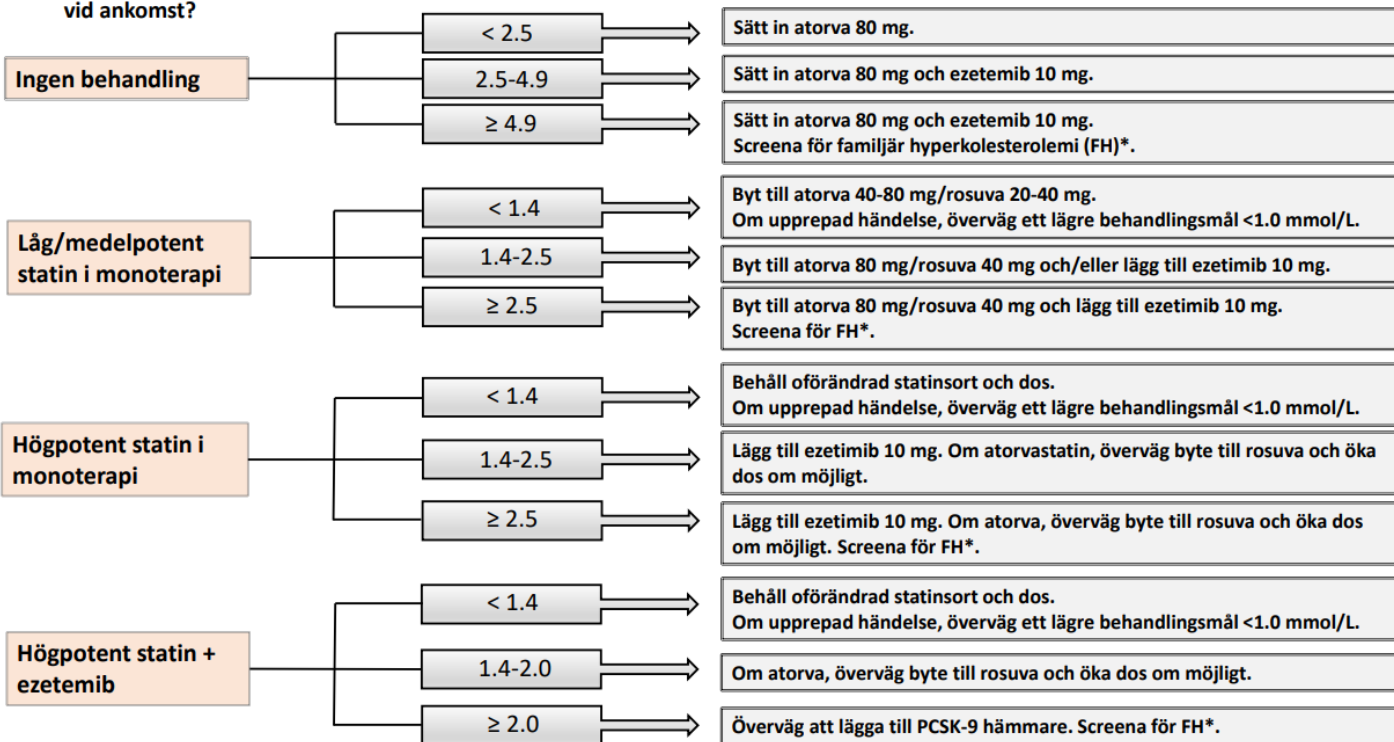 vid ankomst?
Ingen behandling
< 2.5
Sätt in atorva 80 mg.
2.5-4.9
Sätt in atorva 80 mg och ezetemib 10 mg.
≥ 4.9
Sätt in atorva 80 mg och ezetemib 10 mg.
Screena för familjär hyperkolesterolemi (FH)*.
Låg/medelpotent
statin i monoterapi
< 1.4
Byt till atorva 40-80 mg/rosuva 20-40 mg.
Om upprepad händelse, överväg ett lägre behandlingsmål <1.0 mmol/L.
1.4-2.5
Byt till atorva 80 mg/rosuva 40 mg och/eller lägg till ezetimib 10 mg.
≥ 2.5
Byt till atorva 80 mg/rosuva 40 mg och lägg till ezetimib 10 mg.
Screena för FH*.
Högpotent statin i
monoterapi
< 1.4
Behåll oförändrad statinsort och dos.
Om upprepad händelse, överväg ett lägre behandlingsmål <1.0 mmol/L.
1.4-2.5
Lägg till ezetimib 10 mg. Om atorvastatin, överväg byte till rosuva och öka
dos om möjligt.
≥ 2.5
Lägg till ezetimib 10 mg. Om atorva, överväg byte till rosuva och öka dos
om möjligt. Screena för FH*.
Högpotent statin +
ezetemib
< 1.4
Behåll oförändrad statinsort och dos.
Om upprepad händelse, överväg ett lägre behandlingsmål <1.0 mmol/L.
1.4-2.0
Om atorva, överväg byte till rosuva och öka dos om möjligt.
≥ 2.0
Överväg att lägga till PCSK-9 hämmare. Screena för FH*.